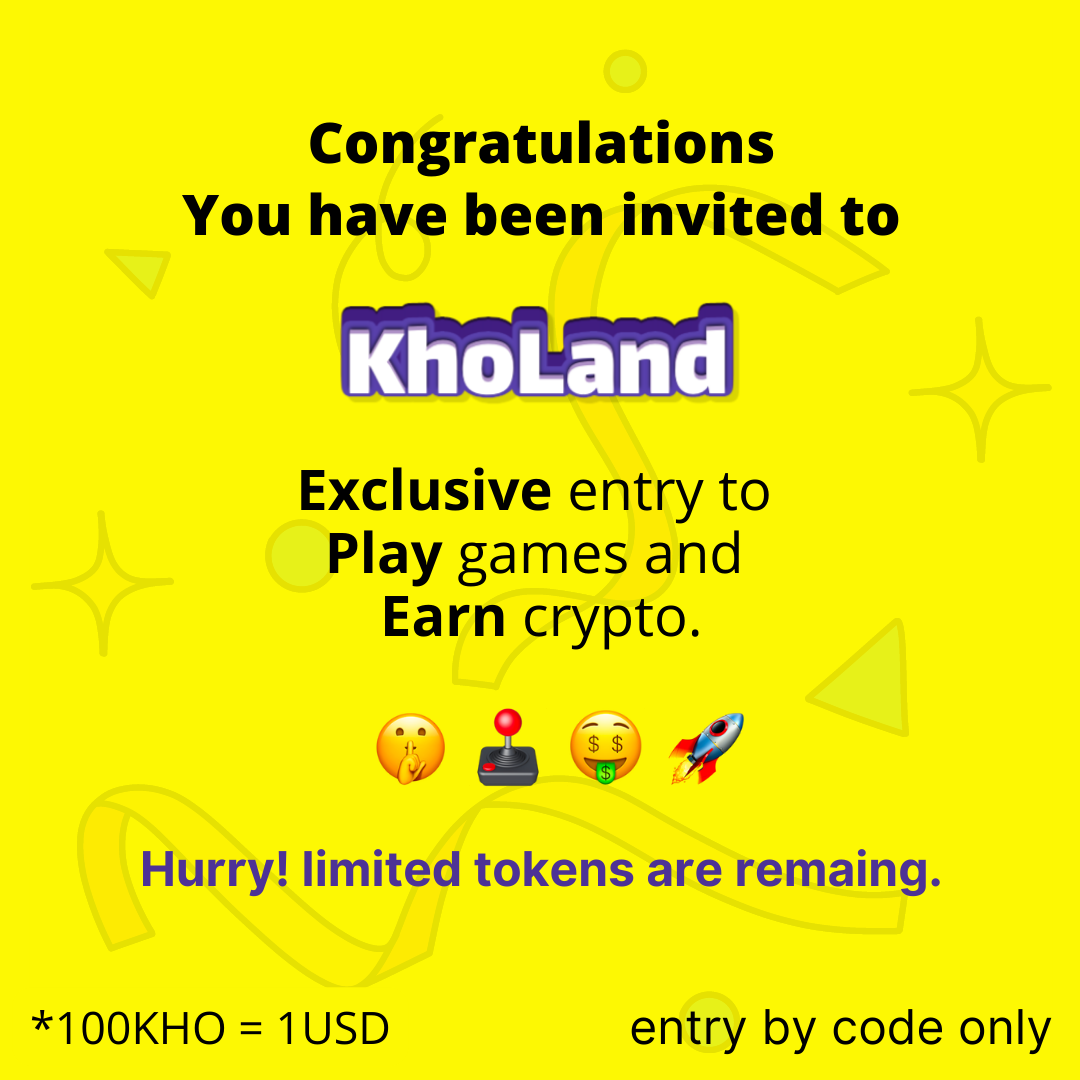 Congratulations
You have been invited to
KhoLand
Exclusive entry to
Play games and
Earn crypto.
Hurry! limited tokens are remaing.
*100KHO = 1USD
entry by code only